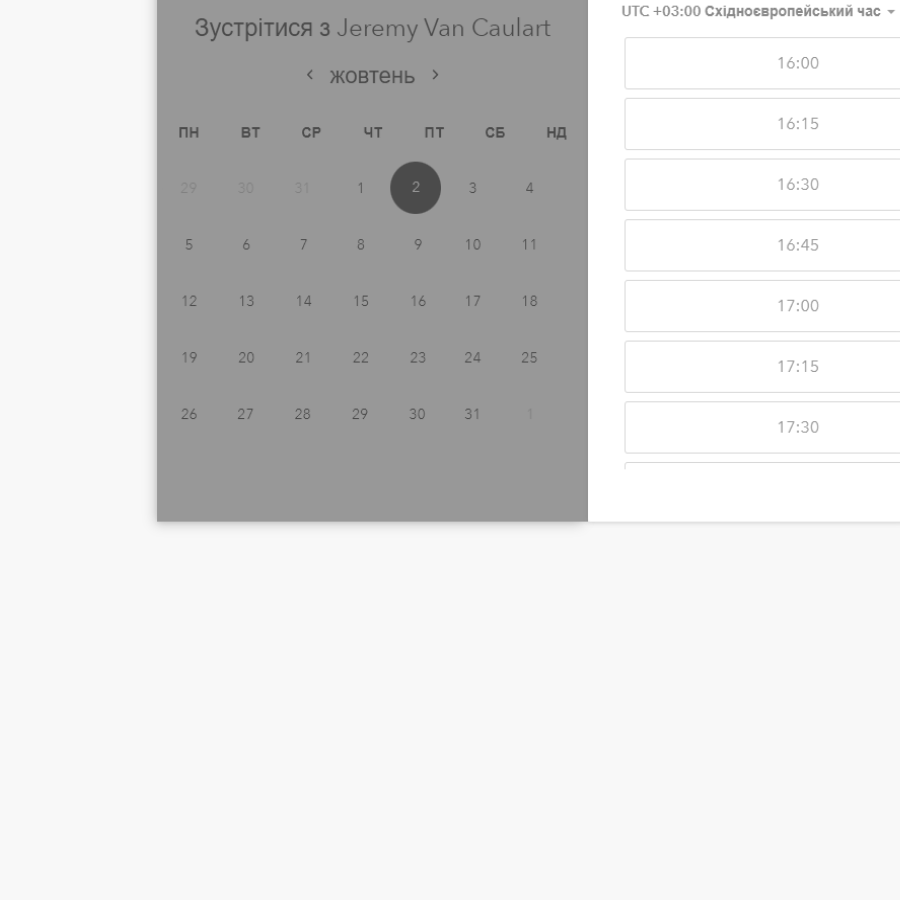 Зустрітися з Jeremy Van Caulart
жовтень
ПН ВТ СР ЧТ ПТ СБ НД
29 30 31 1 2 3 4
5 6 7 8 9 10 11
12 13 14 15 16 17 18
19 20 21 22 23 24 25
26 27 28 29 30 31 1
UTC +03:00 Східноєвропейський час
16:00
16:15
16:30
16:45
17:00
17:15
17:30